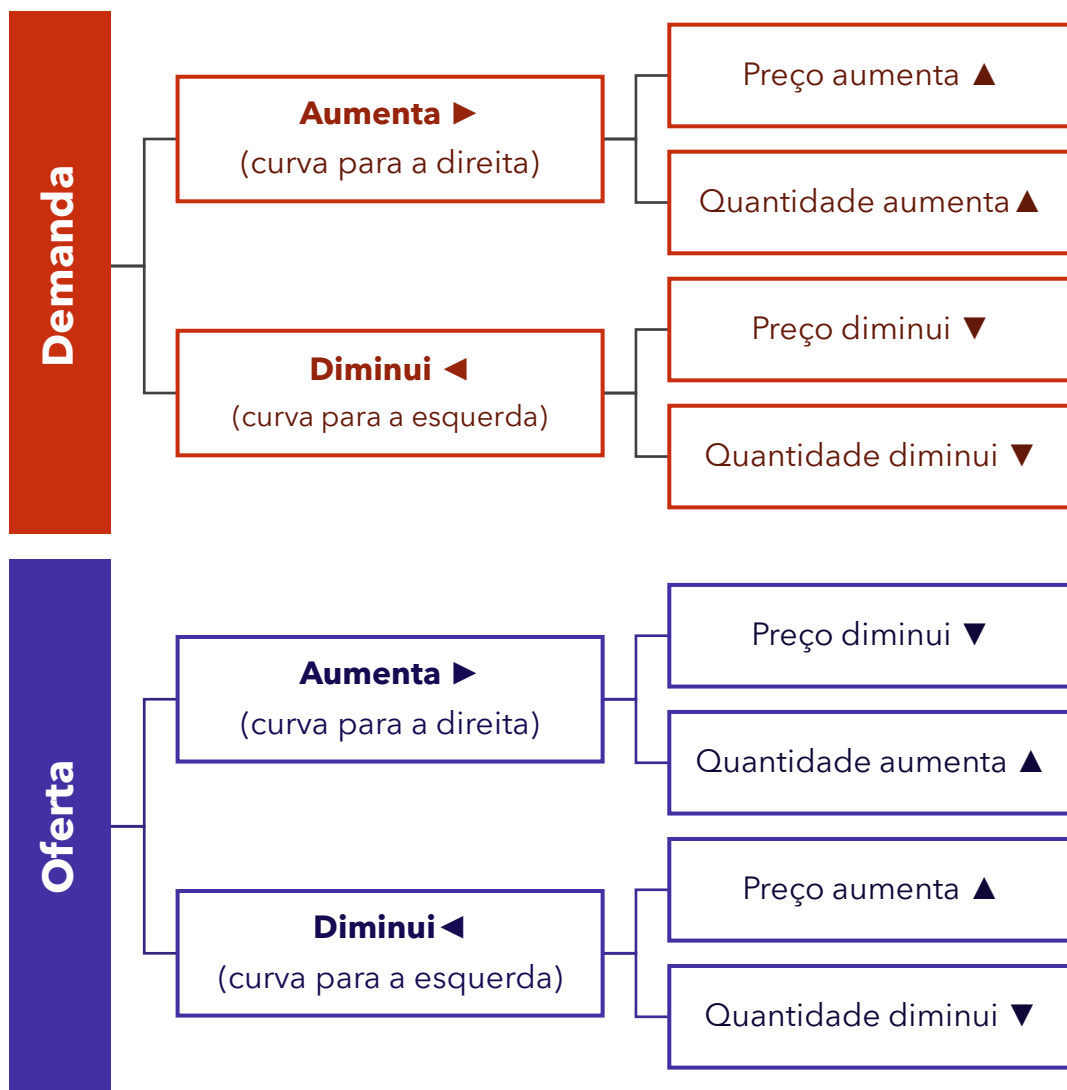 Demanda
Aumenta ►
(curva para a direita)
Preço aumenta ▲
Quantidade aumenta ▲
Diminui ◄
(curva para a esquerda)
Preço diminui ▼
Quantidade diminui ▼
Oferta
Aumenta ►
(curva para a direita)
Preço diminui ▼
Quantidade aumenta ▲
Diminui ◄
(curva para a esquerda)
Preço aumenta ▲
Quantidade diminui ▼